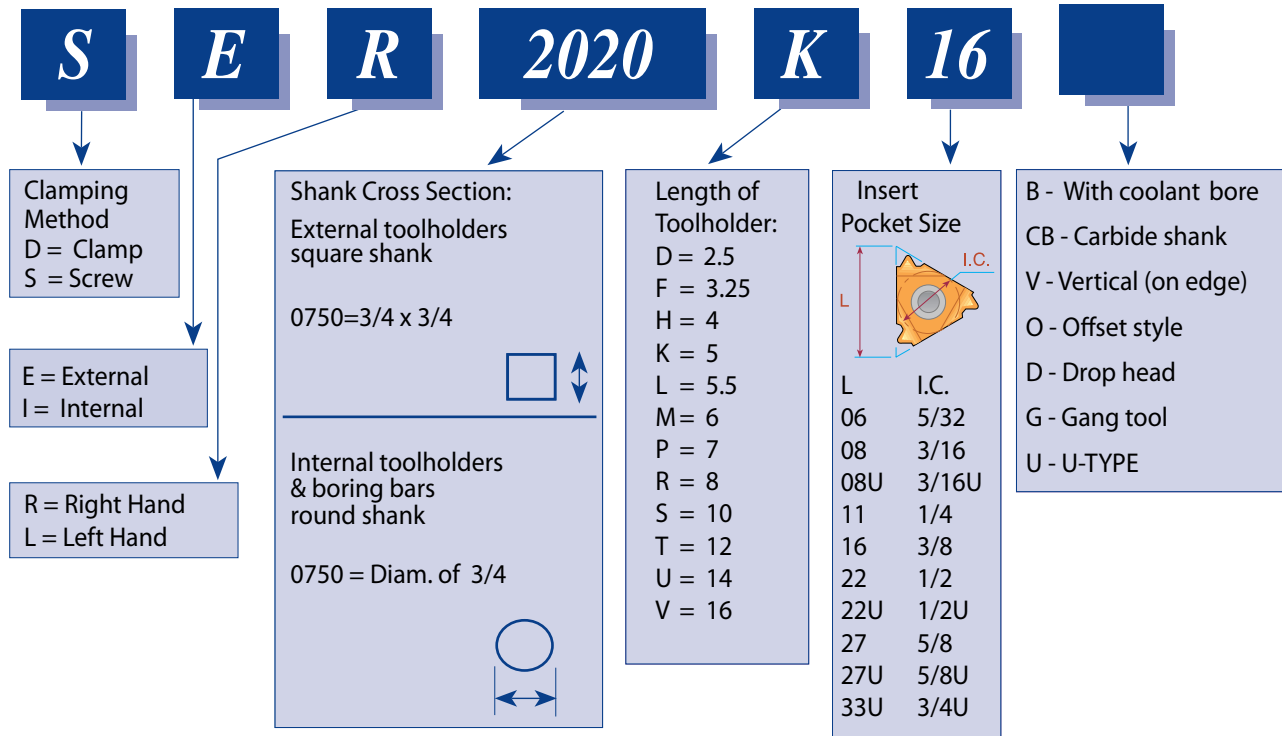 S E R 2020 K 16
Clamping
Method
D = Clamp
S = Screw
E = External
I = Internal
R = Right Hand
L = Left Hand
Shank Cross Section:
External toolholders
square shank
0750=3/4 x 3/4
Internal toolholders
& boring bars
round shank
0750 = Diam. of 3/4
Length of
Toolholder:
D = 2.5
F = 3.25
H = 4
K = 5
L = 5.5
M = 6
P = 7
R = 8
S = 10
T = 12
U = 14
V = 16
Insert
Pocket Size
I.C.
L
L I.C.
06 5/32
08 3/16
08U 3/16U
11 1/4
16 3/8
22 1/2
22U 1/2U
27 5/8
27U 5/8U
33U 3/4U
B - With coolant bore
CB - Carbide shank
V - Vertical (on edge)
O - Offset style
D - Drop head
G - Gang tool
U - U-TYPE